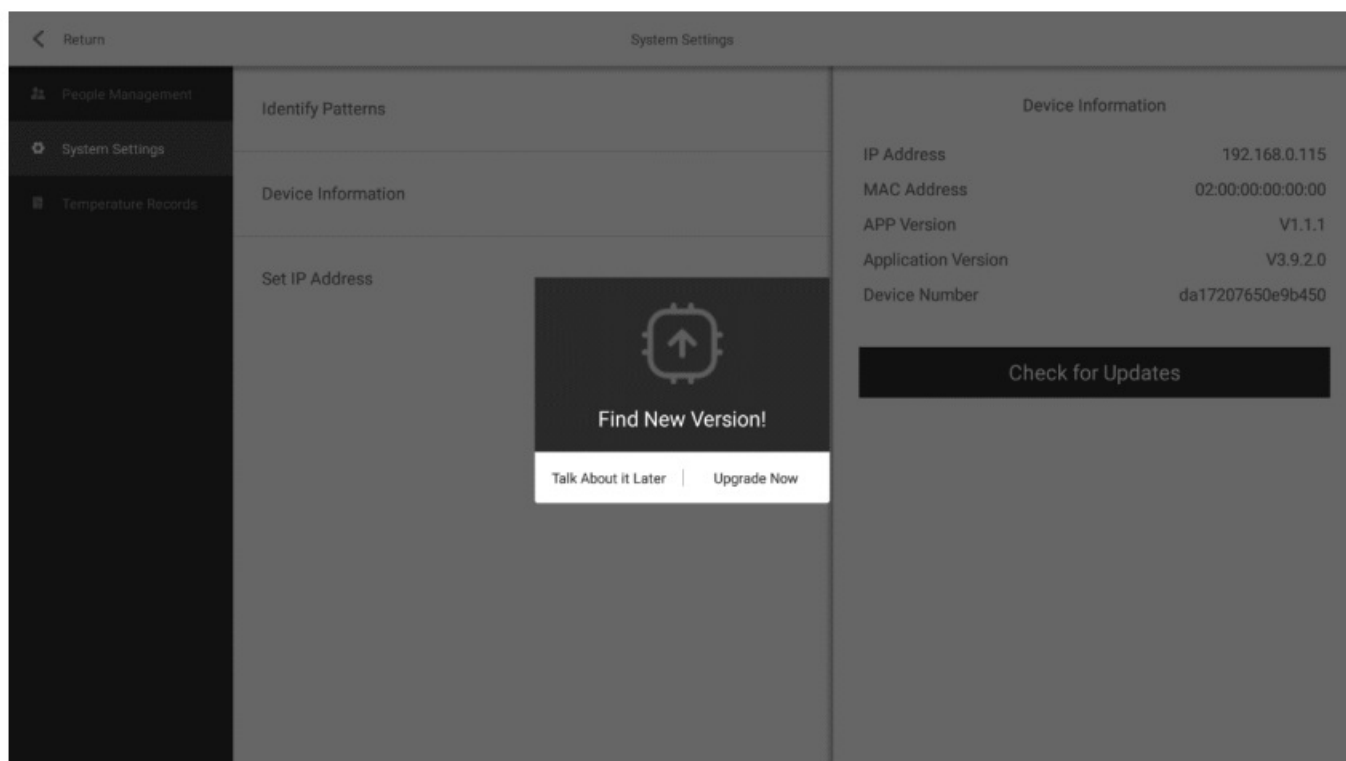 Return
System Settings
People Management
System Settings
Temperature Records
Identify Patterns
Device Information
Set IP Address
Find New Version!
Talk About it Later
Upgrade Now
Device Information
IP Address 192.168.0.115
MAC Address 02:00:00:00:00:00
APP Version V1.1.1
Application Version V3.9.2.0
Device Number da17207650e9b450
Check for Updates